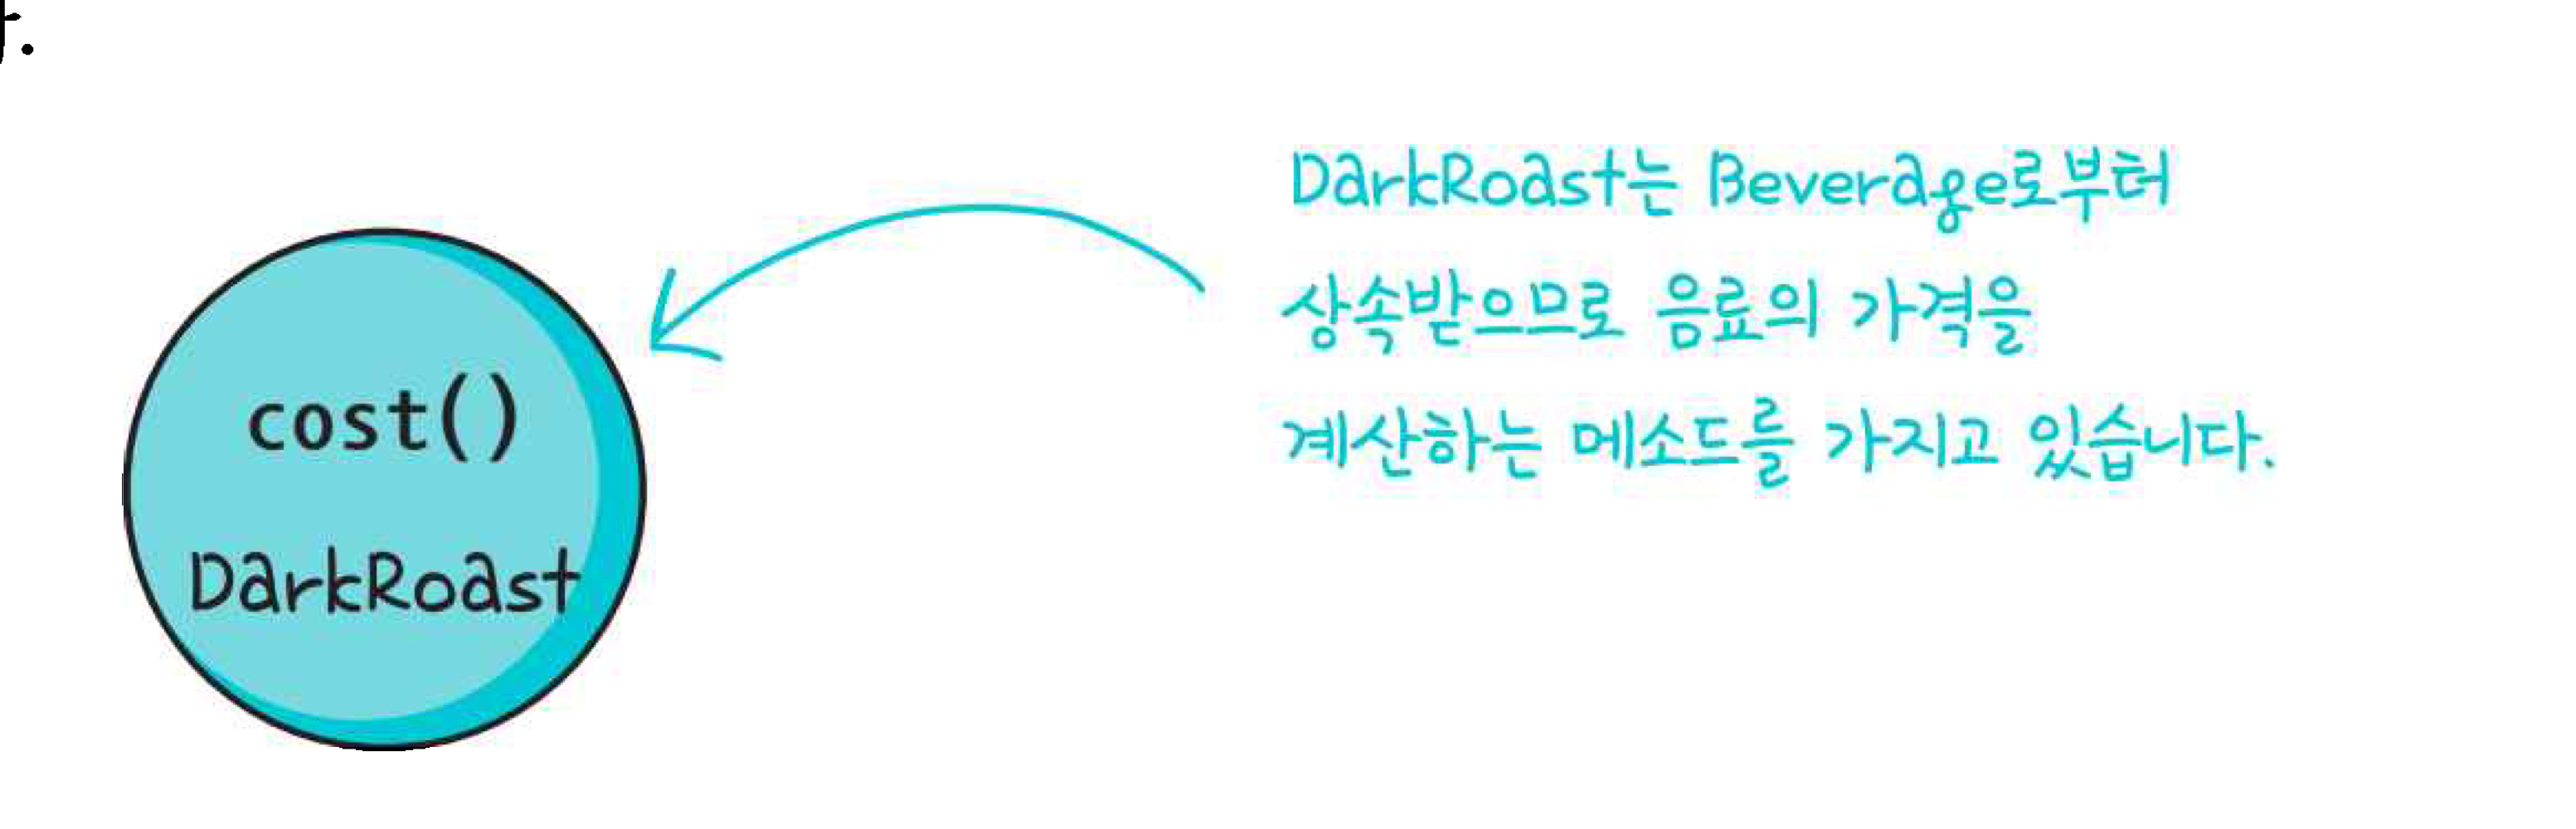 DarkRoast는 Beverage로부터
상속받으므로 음료의 가격을
계산하는 메소드를 가지고 있습니다.
cost()
DarkRoast